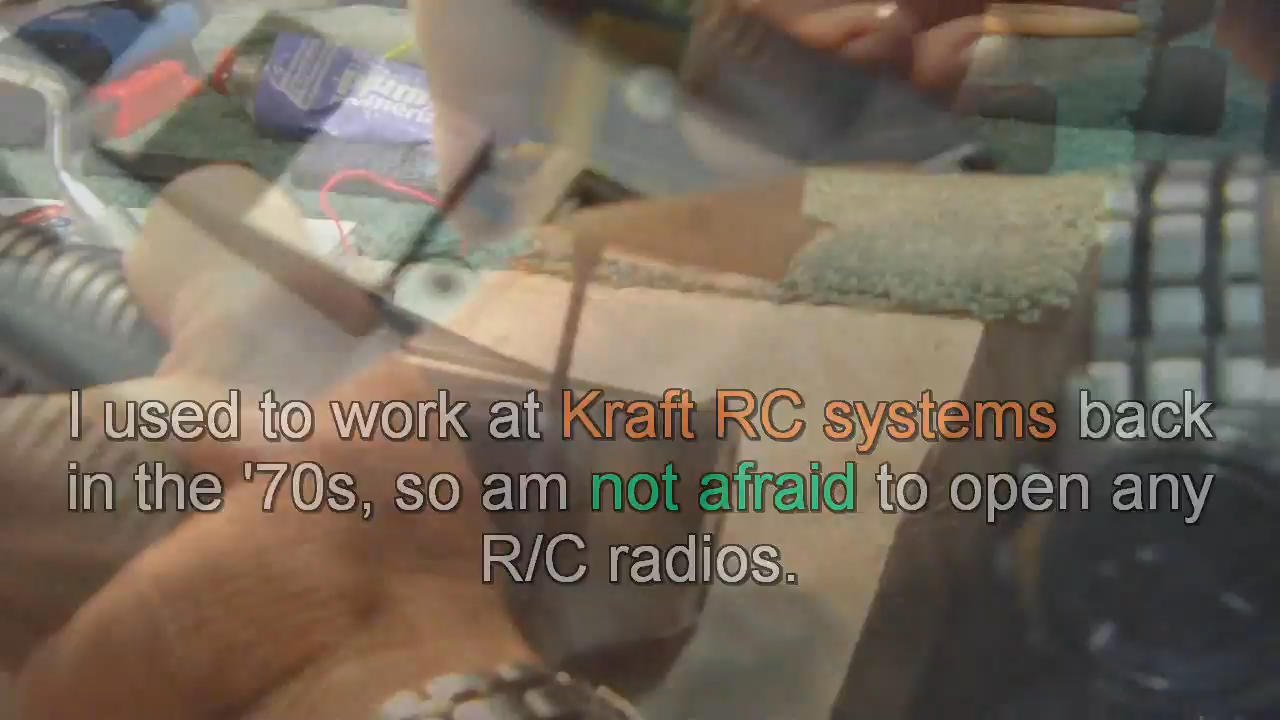 I used to work at Kraft RC systems back
in the '70s, so am not afraid to open any
R/C radios.